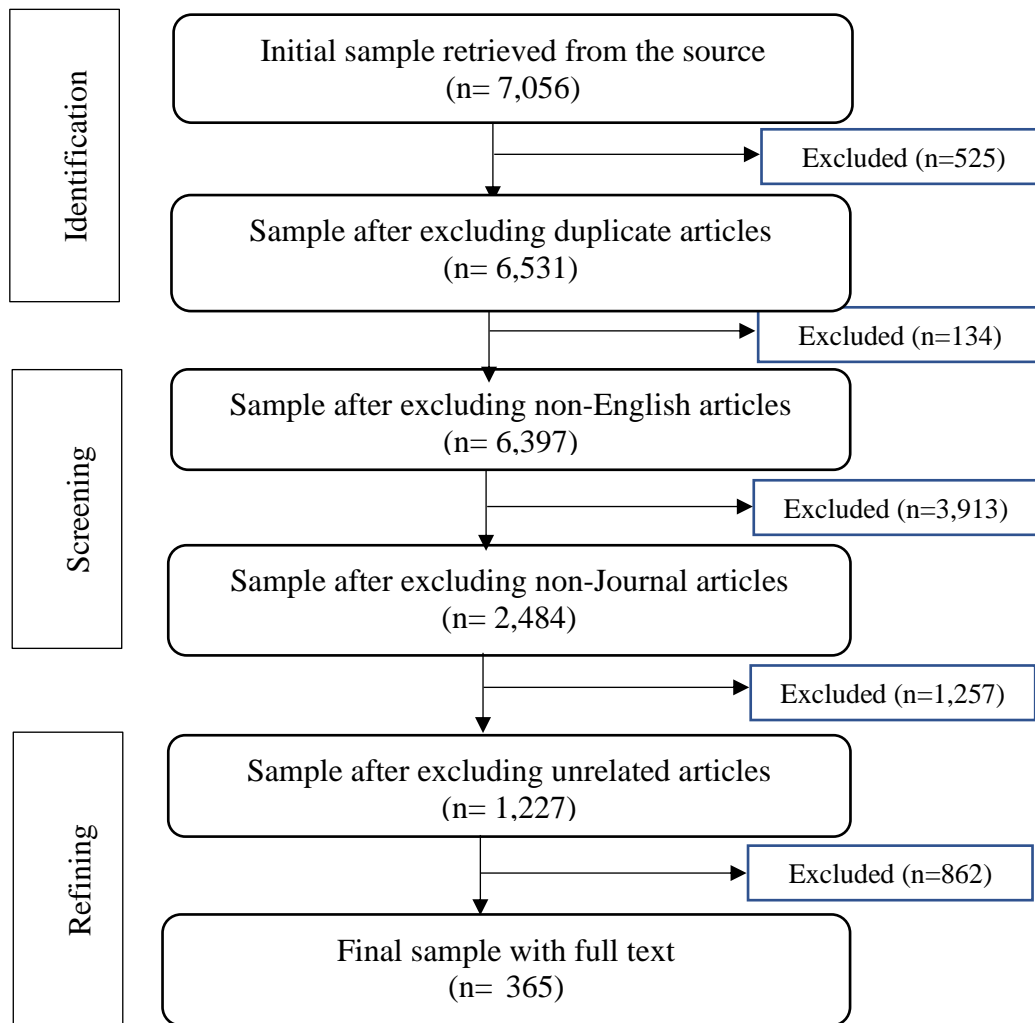 Identification
Initial sample retrieved from the source
(n= 7,056)
Excluded (n=525)
Sample after excluding duplicate articles
(n= 6,531)
Excluded (n=134)
Screening
Sample after excluding non-English articles
(n= 6,397)
Excluded (n=3,913)
Sample after excluding non-Journal articles
(n= 2,484)
Excluded (n=1,257)
Refining
Sample after excluding unrelated articles
(n= 1,227)
Excluded (n=862)
Final sample with full text
(n= 365)